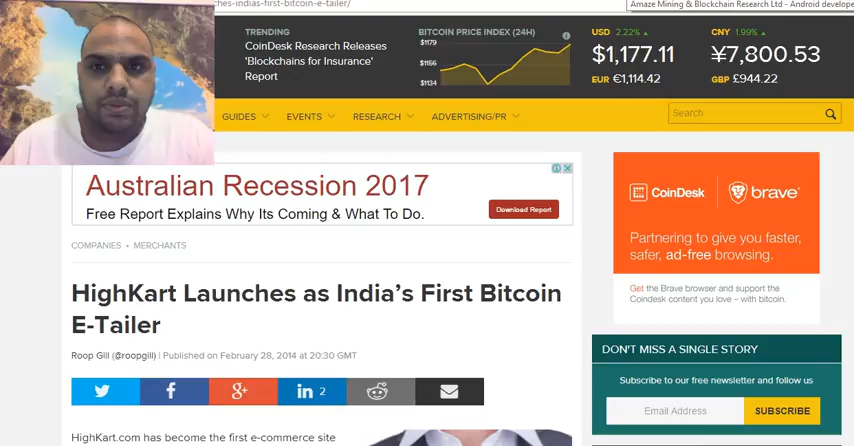 ches-indias-first-bitcoin-e-tailer/
Amaze Mining & Blockchain Research Ltd - Android develope
TRENDING
CoinDesk Research Releases
'Blockchains for Insurance'
Report
BITCOIN PRICE INDEX (24H)
$1179
$1156
$1134
USD 2.22%
$1,177.11
EUR €1,114.42
CNY 1.99%
¥7,800.53
GBP £944.22
GUIDES
EVENTS
RESEARCH
ADVERTISING/PR
Search
Australian Recession 2017
Free Report Explains Why Its Coming & What To Do.
Download Report
COMPANIES • MERCHANTS
HighKart Launches as India's First Bitcoin
E-Tailer
Roop Gill (@roopgill) | Published on February 28, 2014 at 20:30 GMT
f
g+
in 2
HighKart.com has become the first e-commerce site
CoinDesk
brave
Partnering to give you faster,
safer, ad-free browsing.
Get the Brave browser and support the
Coindesk content you love – with bitcoin.
DON'T MISS A SINGLE STORY
Subscribe to our free newsletter and follow us
Email Address
SUBSCRIBE